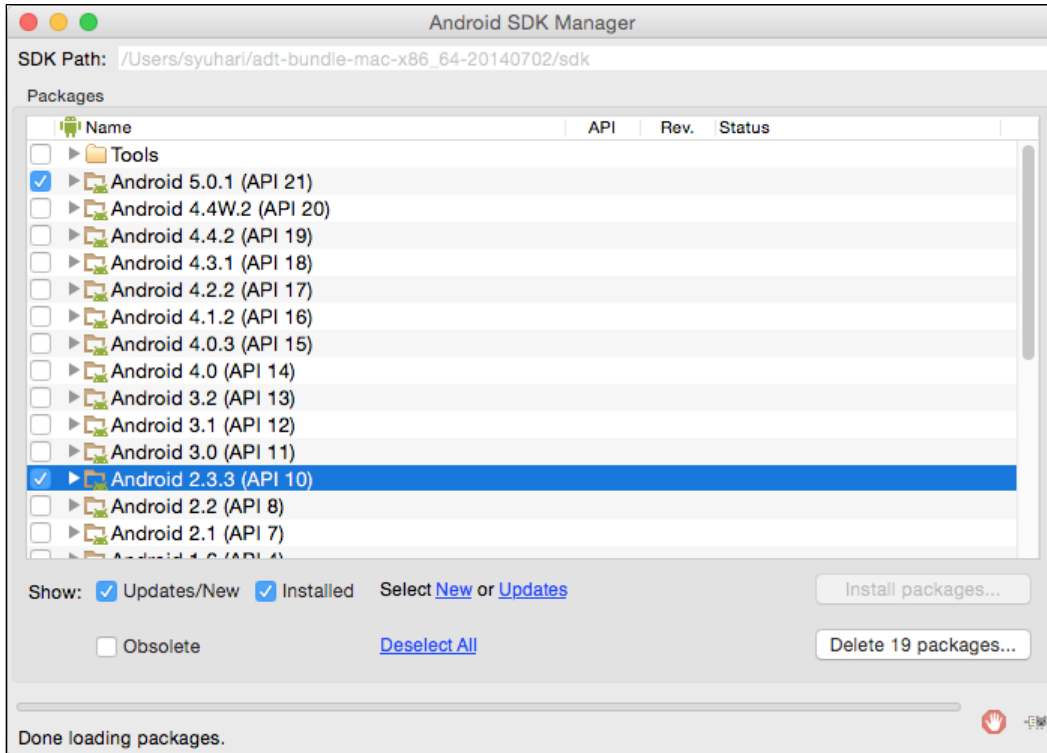 Android SDK Manager
SDK Path: /Users/syuhari/adt-bundle-mac-x86_64-20140702/sdk
Packages
Name API Rev. Status
Tools
Android 5.0.1 (API 21)
Android 4.4W.2 (API 20)
Android 4.4.2 (API 19)
Android 4.3.1 (API 18)
Android 4.2.2 (API 17)
Android 4.1.2 (API 16)
Android 4.0.3 (API 15)
Android 4.0 (API 14)
Android 3.2 (API 13)
Android 3.1 (API 12)
Android 3.0 (API 11)
Android 2.3.3 (API 10)
Android 2.2 (API 8)
Android 2.1 (API 7)
Android 1.6 (API 4)
Show: Updates/New Installed Select New or Updates Install packages...
Obsolete Deselect All Delete 19 packages...
Done loading packages.